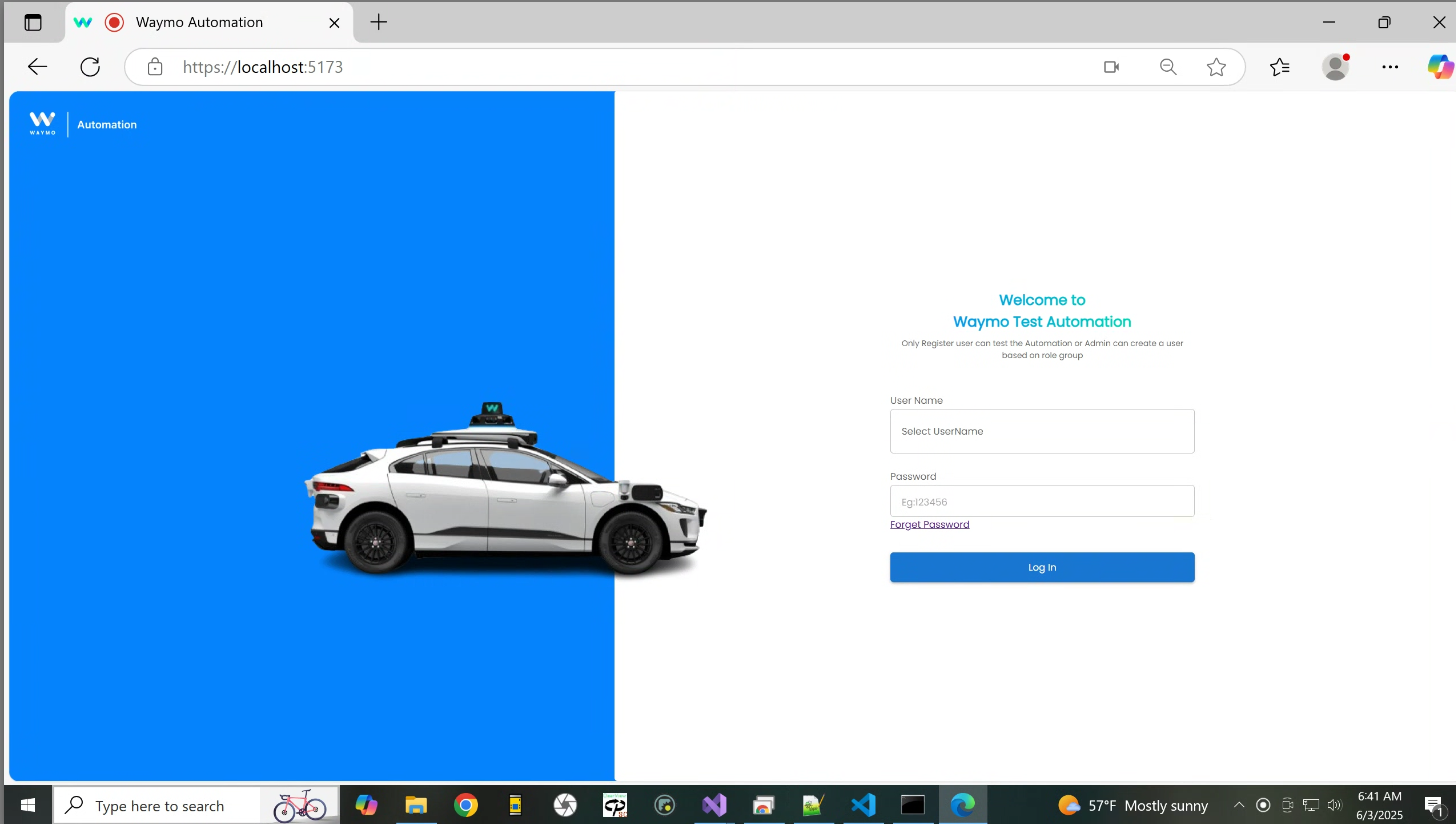 Waymo Automation
https://localhost:5173
WAYMO
Automation
Welcome to
Waymo Test Automation
Only Register user can test the Automation or Admin can create a user
based on role group
User Name
Select UserName
Password
Eg:123456
Forget Password
Log In
Type here to search
57°F Mostly sunny
6:41 AM
6/3/2025
1